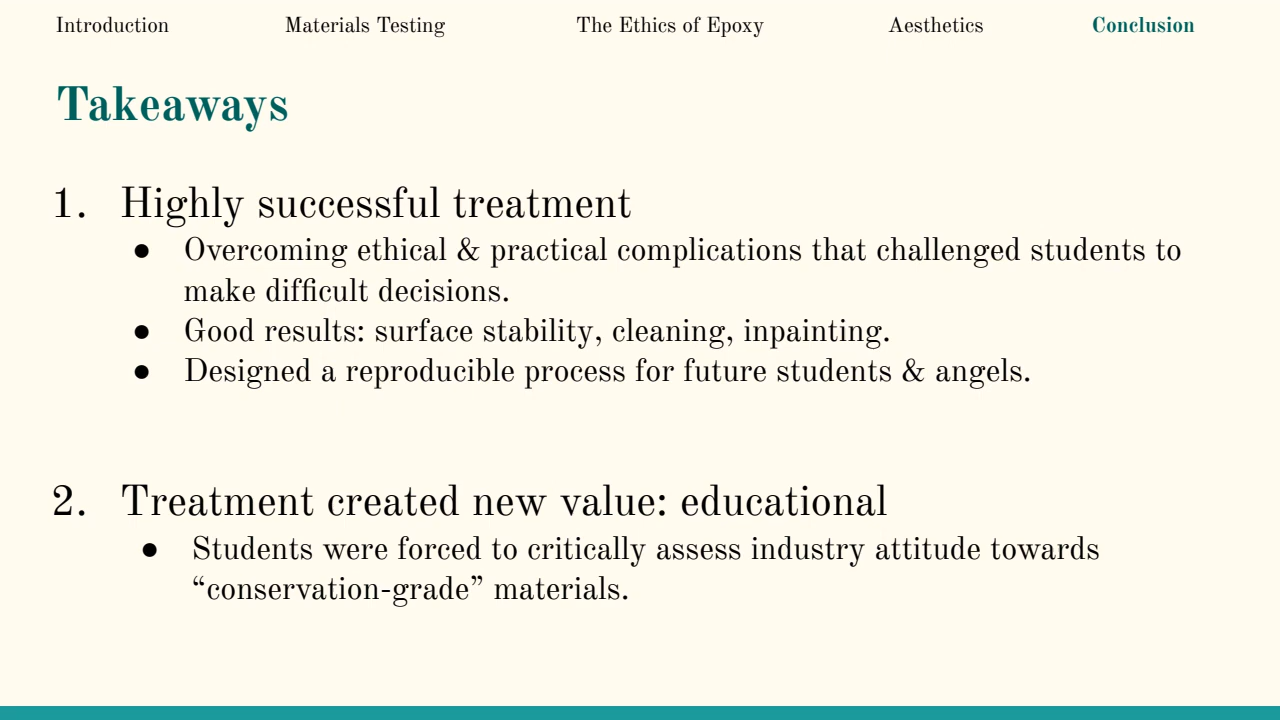 Introduction Materials Testing The Ethics of Epoxy Aesthetics Conclusion
Takeaways
1. Highly successful treatment
● Overcoming ethical & practical complications that challenged students to
make difficult decisions.
● Good results: surface stability, cleaning, inpainting.
● Designed a reproducible process for future students & angels.
2. Treatment created new value: educational
● Students were forced to critically assess industry attitude towards
“conservation-grade” materials.